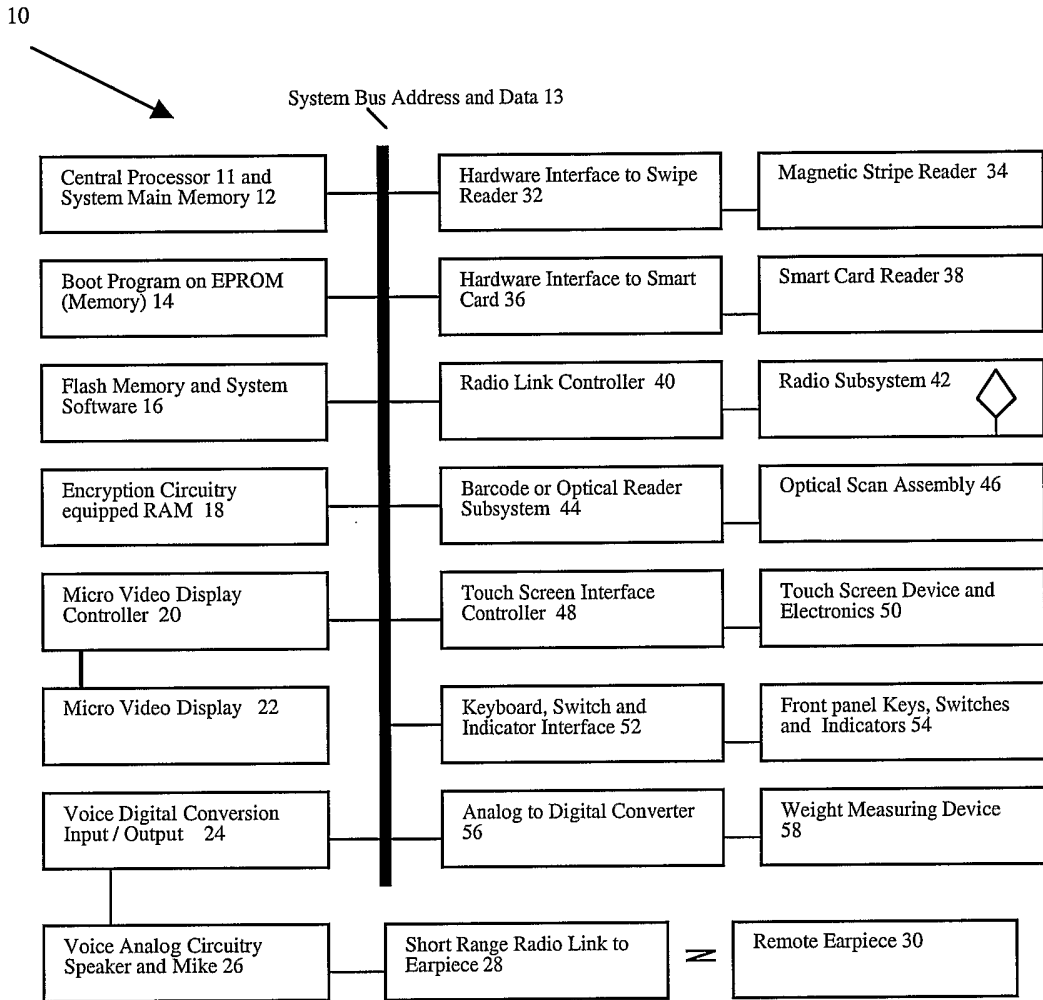 10
System Bus Address and Data 13
Central Processor 11 and
System Main Memory 12
Hardware Interface to Swipe
Reader 32
Magnetic Stripe Reader 34
Boot Program on EPROM
(Memory) 14
Hardware Interface to Smart
Card 36
Smart Card Reader 38
Flash Memory and System
Software 16
Radio Link Controller 40
Radio Subsystem 42
Encryption Circuitry
equipped RAM 18
Barcode or Optical Reader
Subsystem 44
Optical Scan Assembly 46
Micro Video Display
Controller 20
Touch Screen Interface
Controller 48
Touch Screen Device and
Electronics 50
Micro Video Display 22
Keyboard, Switch and
Indicator Interface 52
Front panel Keys, Switches
and Indicators 54
Voice Digital Conversion
Input / Output 24
Analog to Digital Converter
56
Weight Measuring Device
58
Voice Analog Circuitry
Speaker and Mike 26
Short Range Radio Link to
Earpiece 28
Remote Earpiece 30